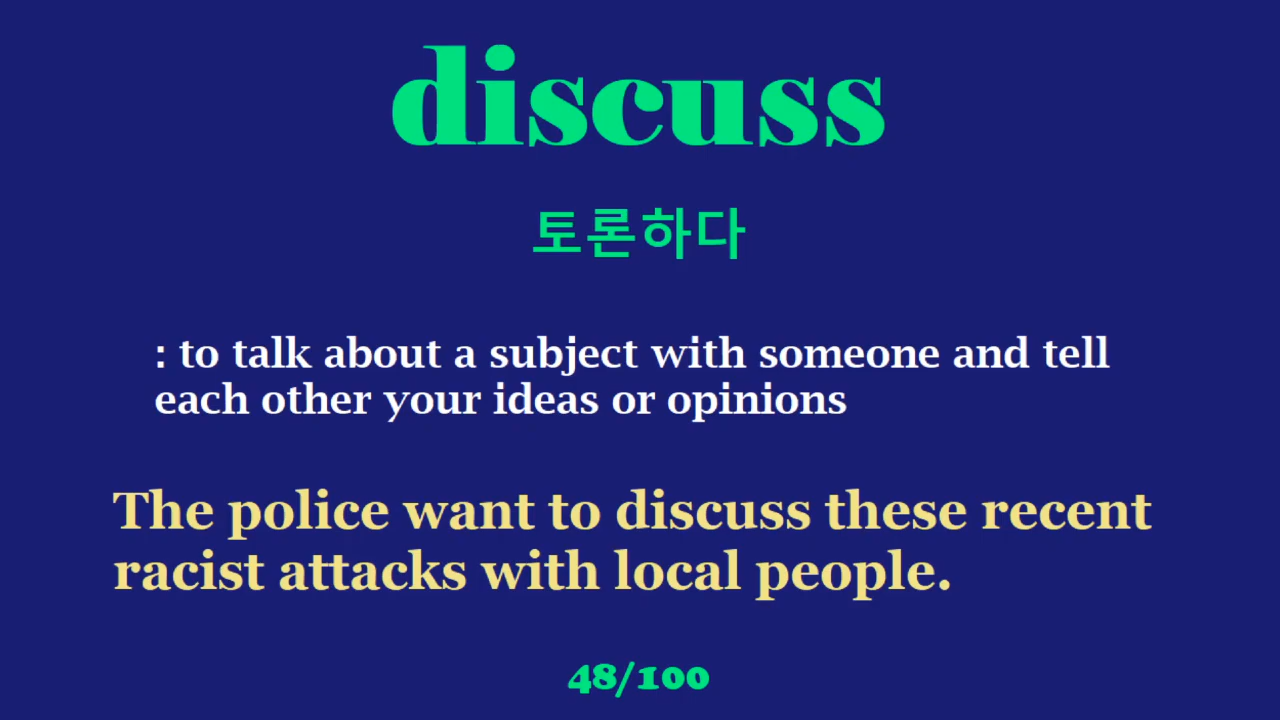 discuss
토론하다
: to talk about a subject with someone and tell
each other your ideas or opinions
The police want to discuss these recent
racist attacks with local people.
48/100